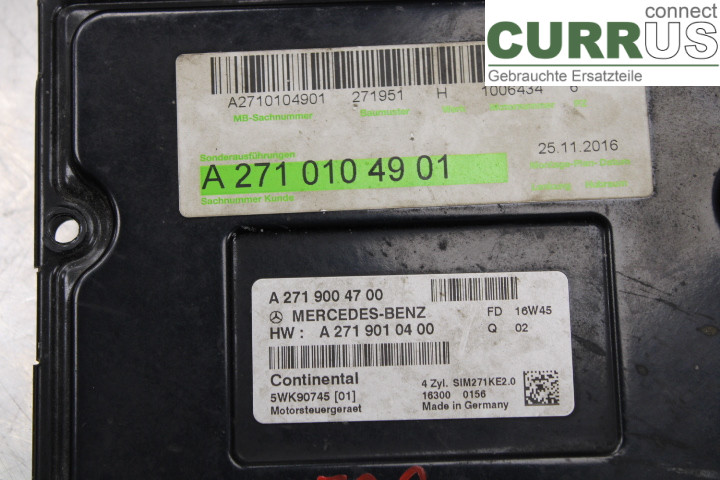 connect
CURRUS
Gebrauchte Ersatzteile
A2710104901 271951 H 1006434 6
MB-Sachnummer Baumuster
25.11.2016
Sonderausführungen
A 271 010 49 01
Sachnummer Kunde
A 271 900 47 00
MERCEDES-BENZ FD 16W45
HW : A 271 901 04 00 Q 02
Continental 4 Zyl. SIM271KE2.0
5WK90745 [01] 16300 0156
Motorsteuergeraet Made in Germany